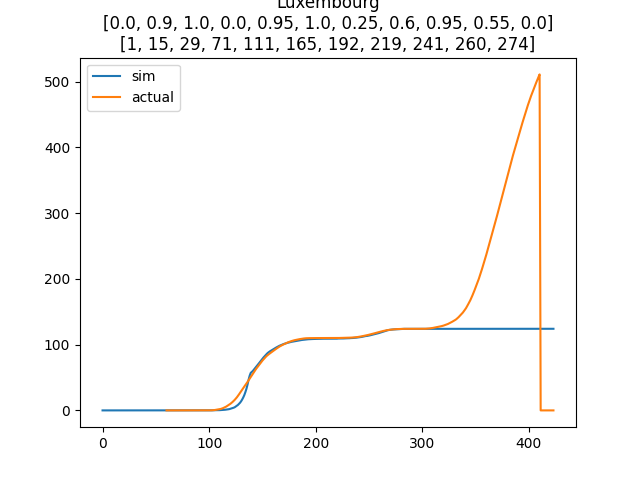 Luxembourg
[0.0, 0.9, 1.0, 0.0, 0.95, 1.0, 0.25, 0.6, 0.95, 0.55, 0.0]
[1, 15, 29, 71, 111, 165, 192, 219, 241, 260, 274]
sim
actual
500
400
300
200
100
0
0 100 200 300 400